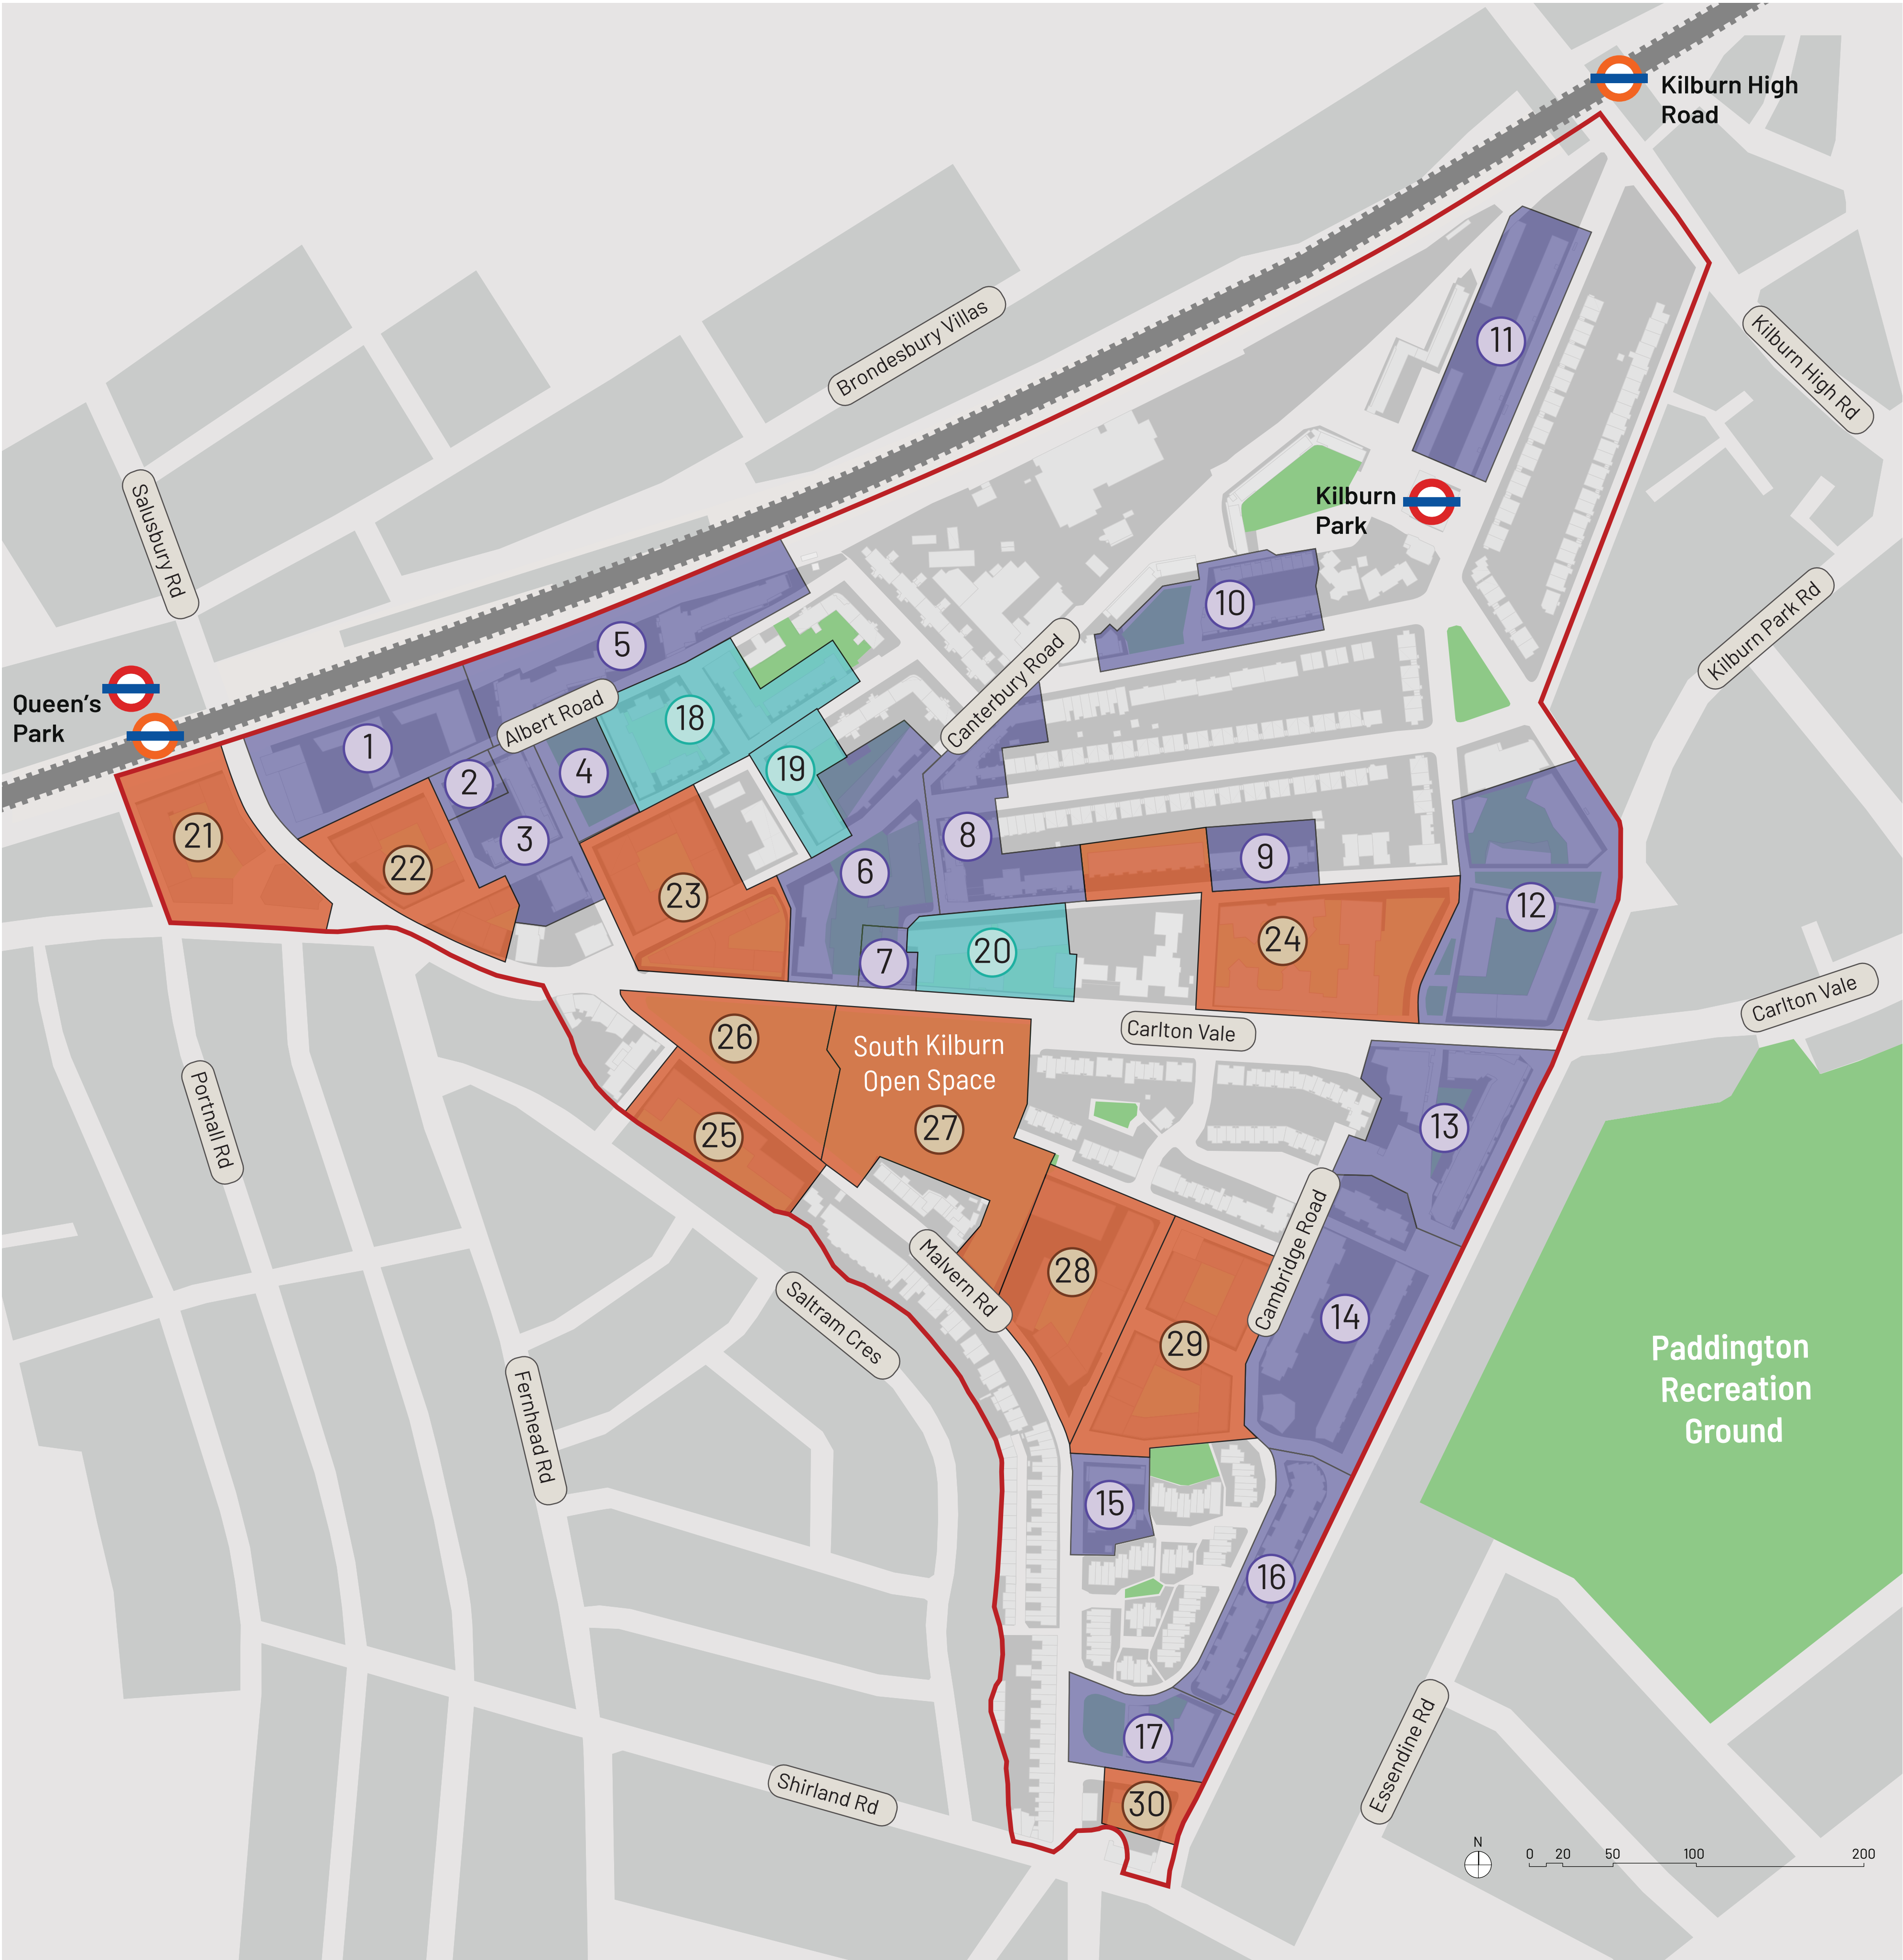 Kilburn High
Road
Kilburn High Rd
Brondesbury Villas
11
Salusbury Rd
Kilburn
Park
Kilburn Park Rd
10
5
Canterbury Road
Queen's
Park
Albert Road
18
1
2
4
19
21
22
3
23
6
8
9
12
24
20
7
Carlton Vale
Carlton Vale
26
South Kilburn
Open Space
27
25
13
Portnall Rd
Cambridge Road
Malvern Rd
28
29
14
Saltram Cres
Paddington
Recreation
Ground
Fernhead Rd
15
16
17
Essendine Rd
Shirland Rd
30
N
0 20 50 100 200